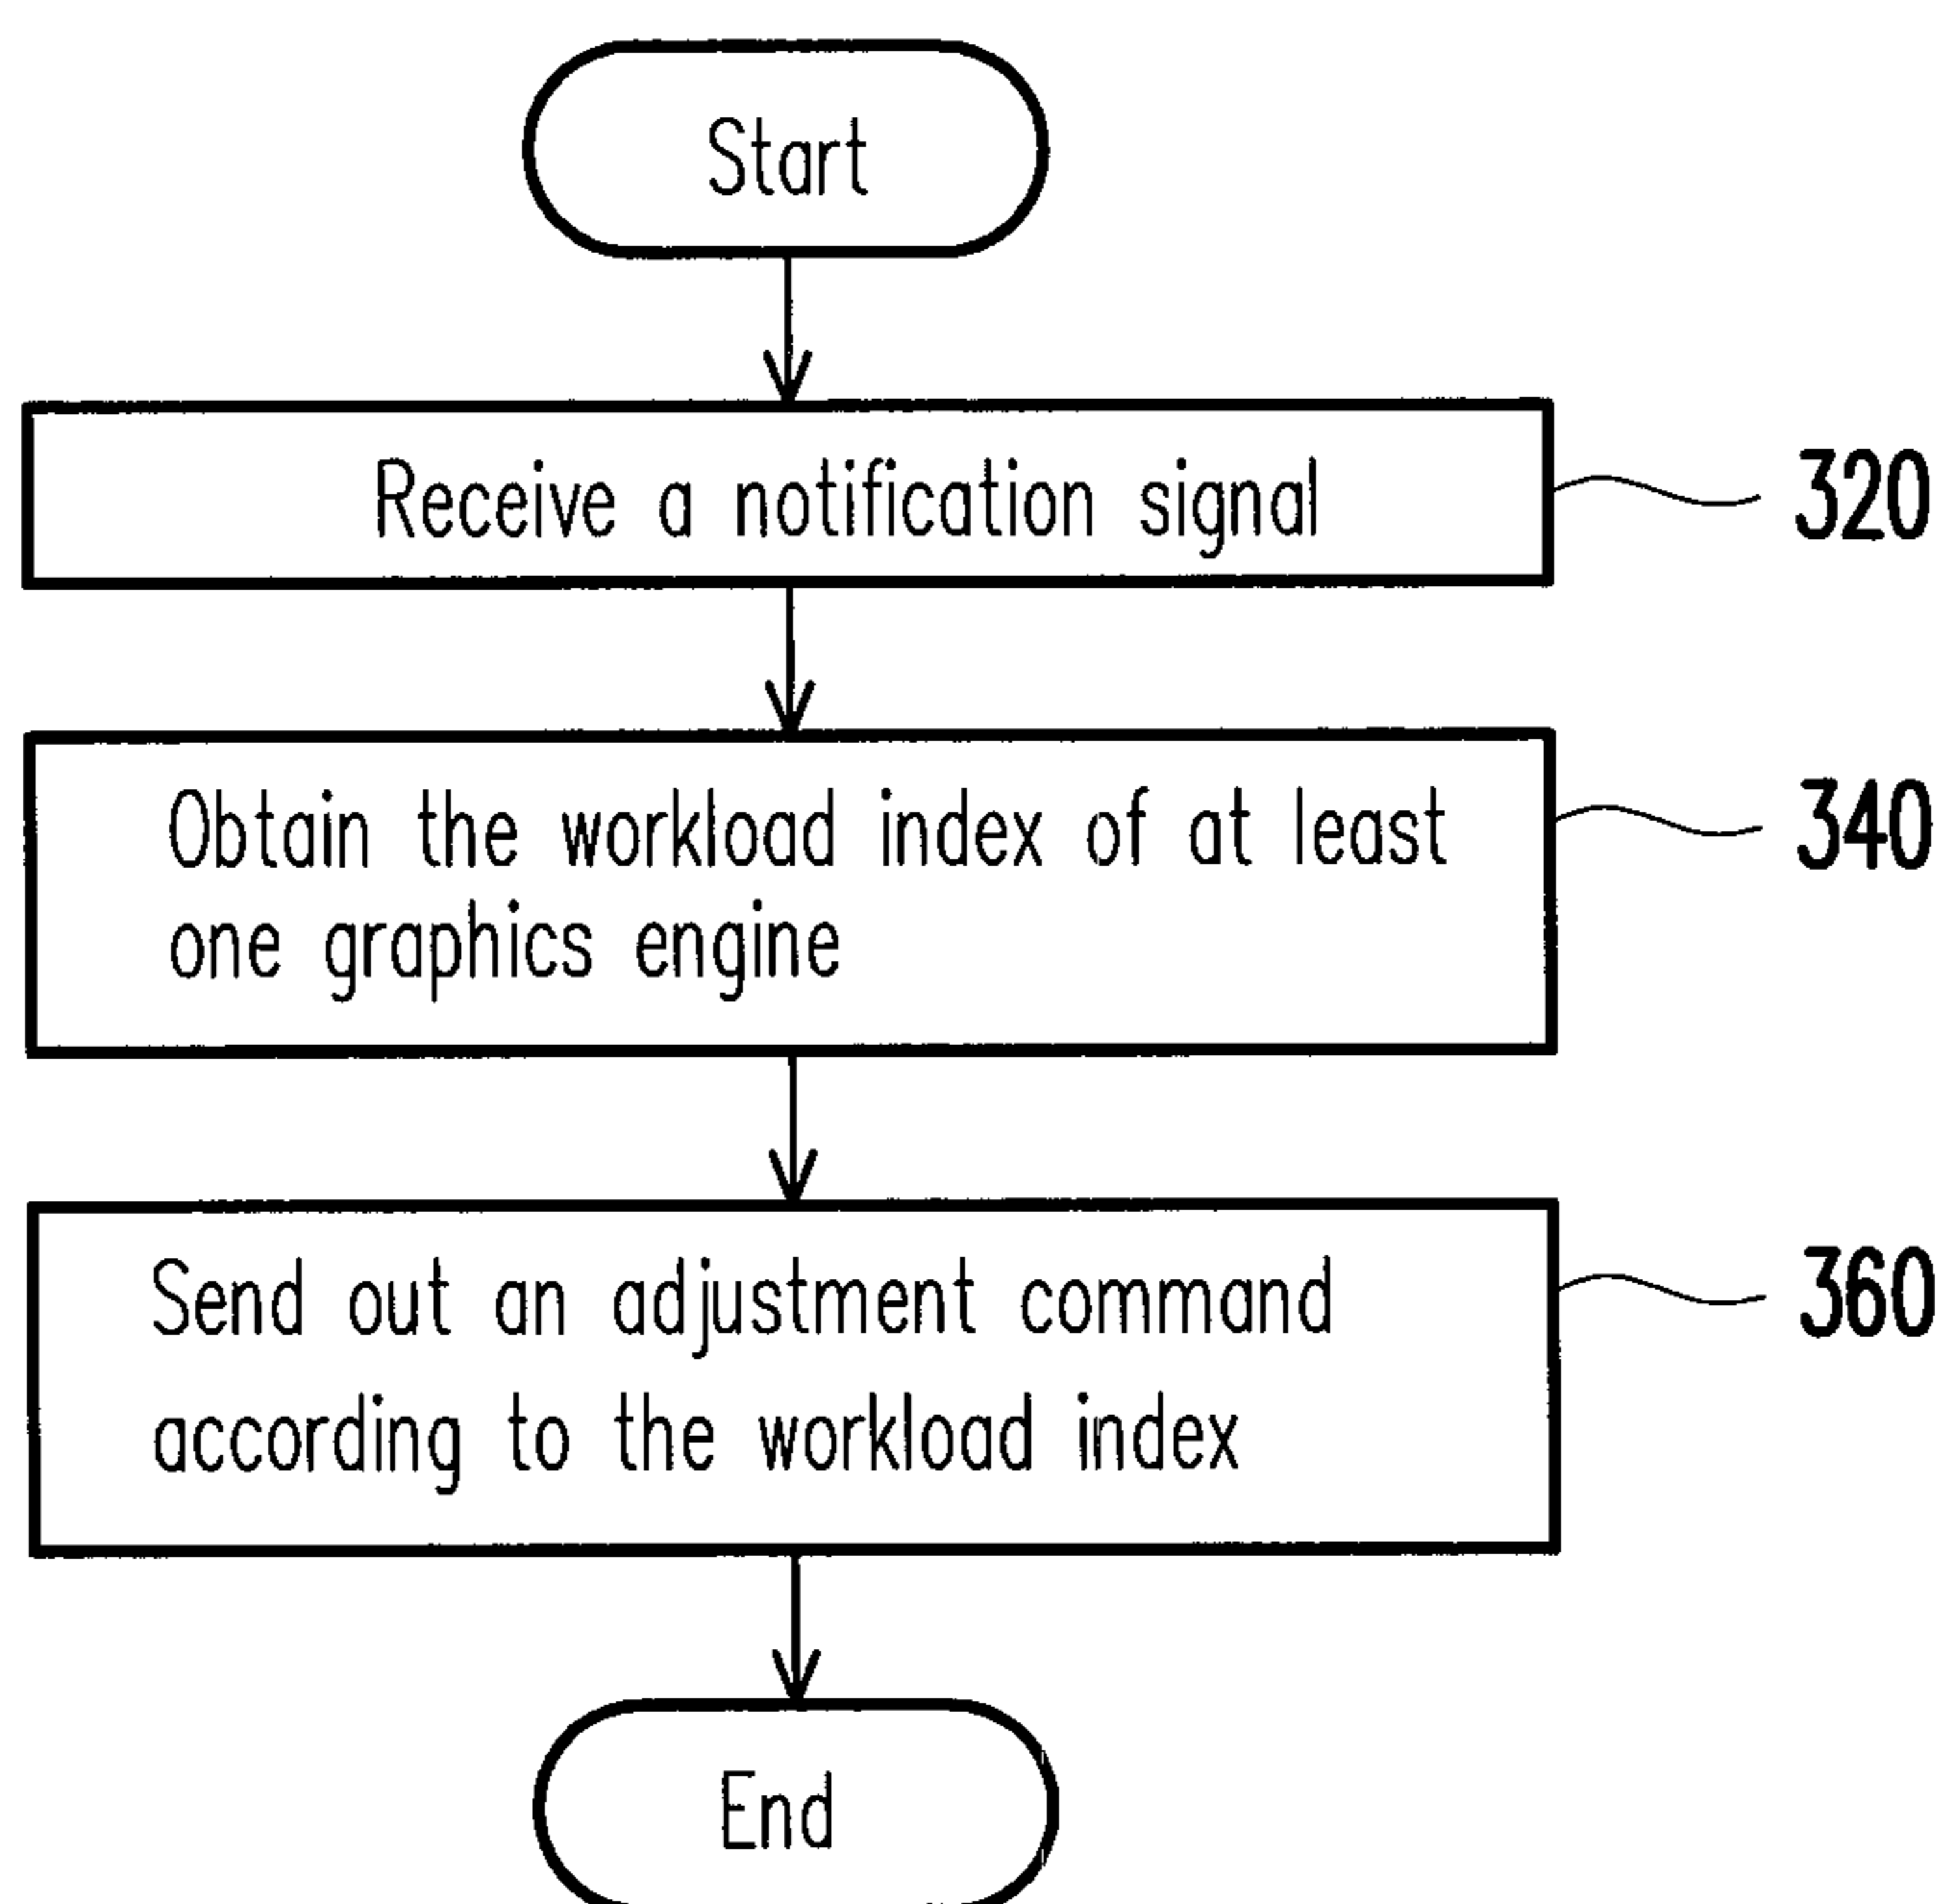 Start
Receive a notification signal
320
Obtain the workload index of at least
one graphics engine
340
Send out an adjustment command
according to the workload index
360
End